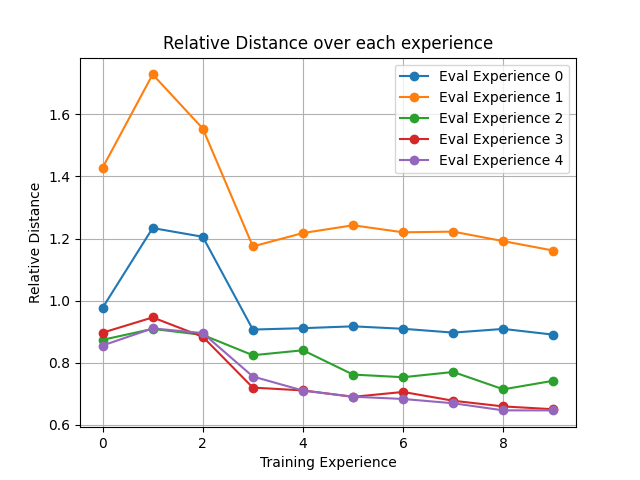 Relative Distance over each experience
Eval Experience 0
Eval Experience 1
Eval Experience 2
Eval Experience 3
Eval Experience 4
Relative Distance
1.6
1.4
1.2
1.0
0.8
0.6
0 2 4 6 8
Training Experience